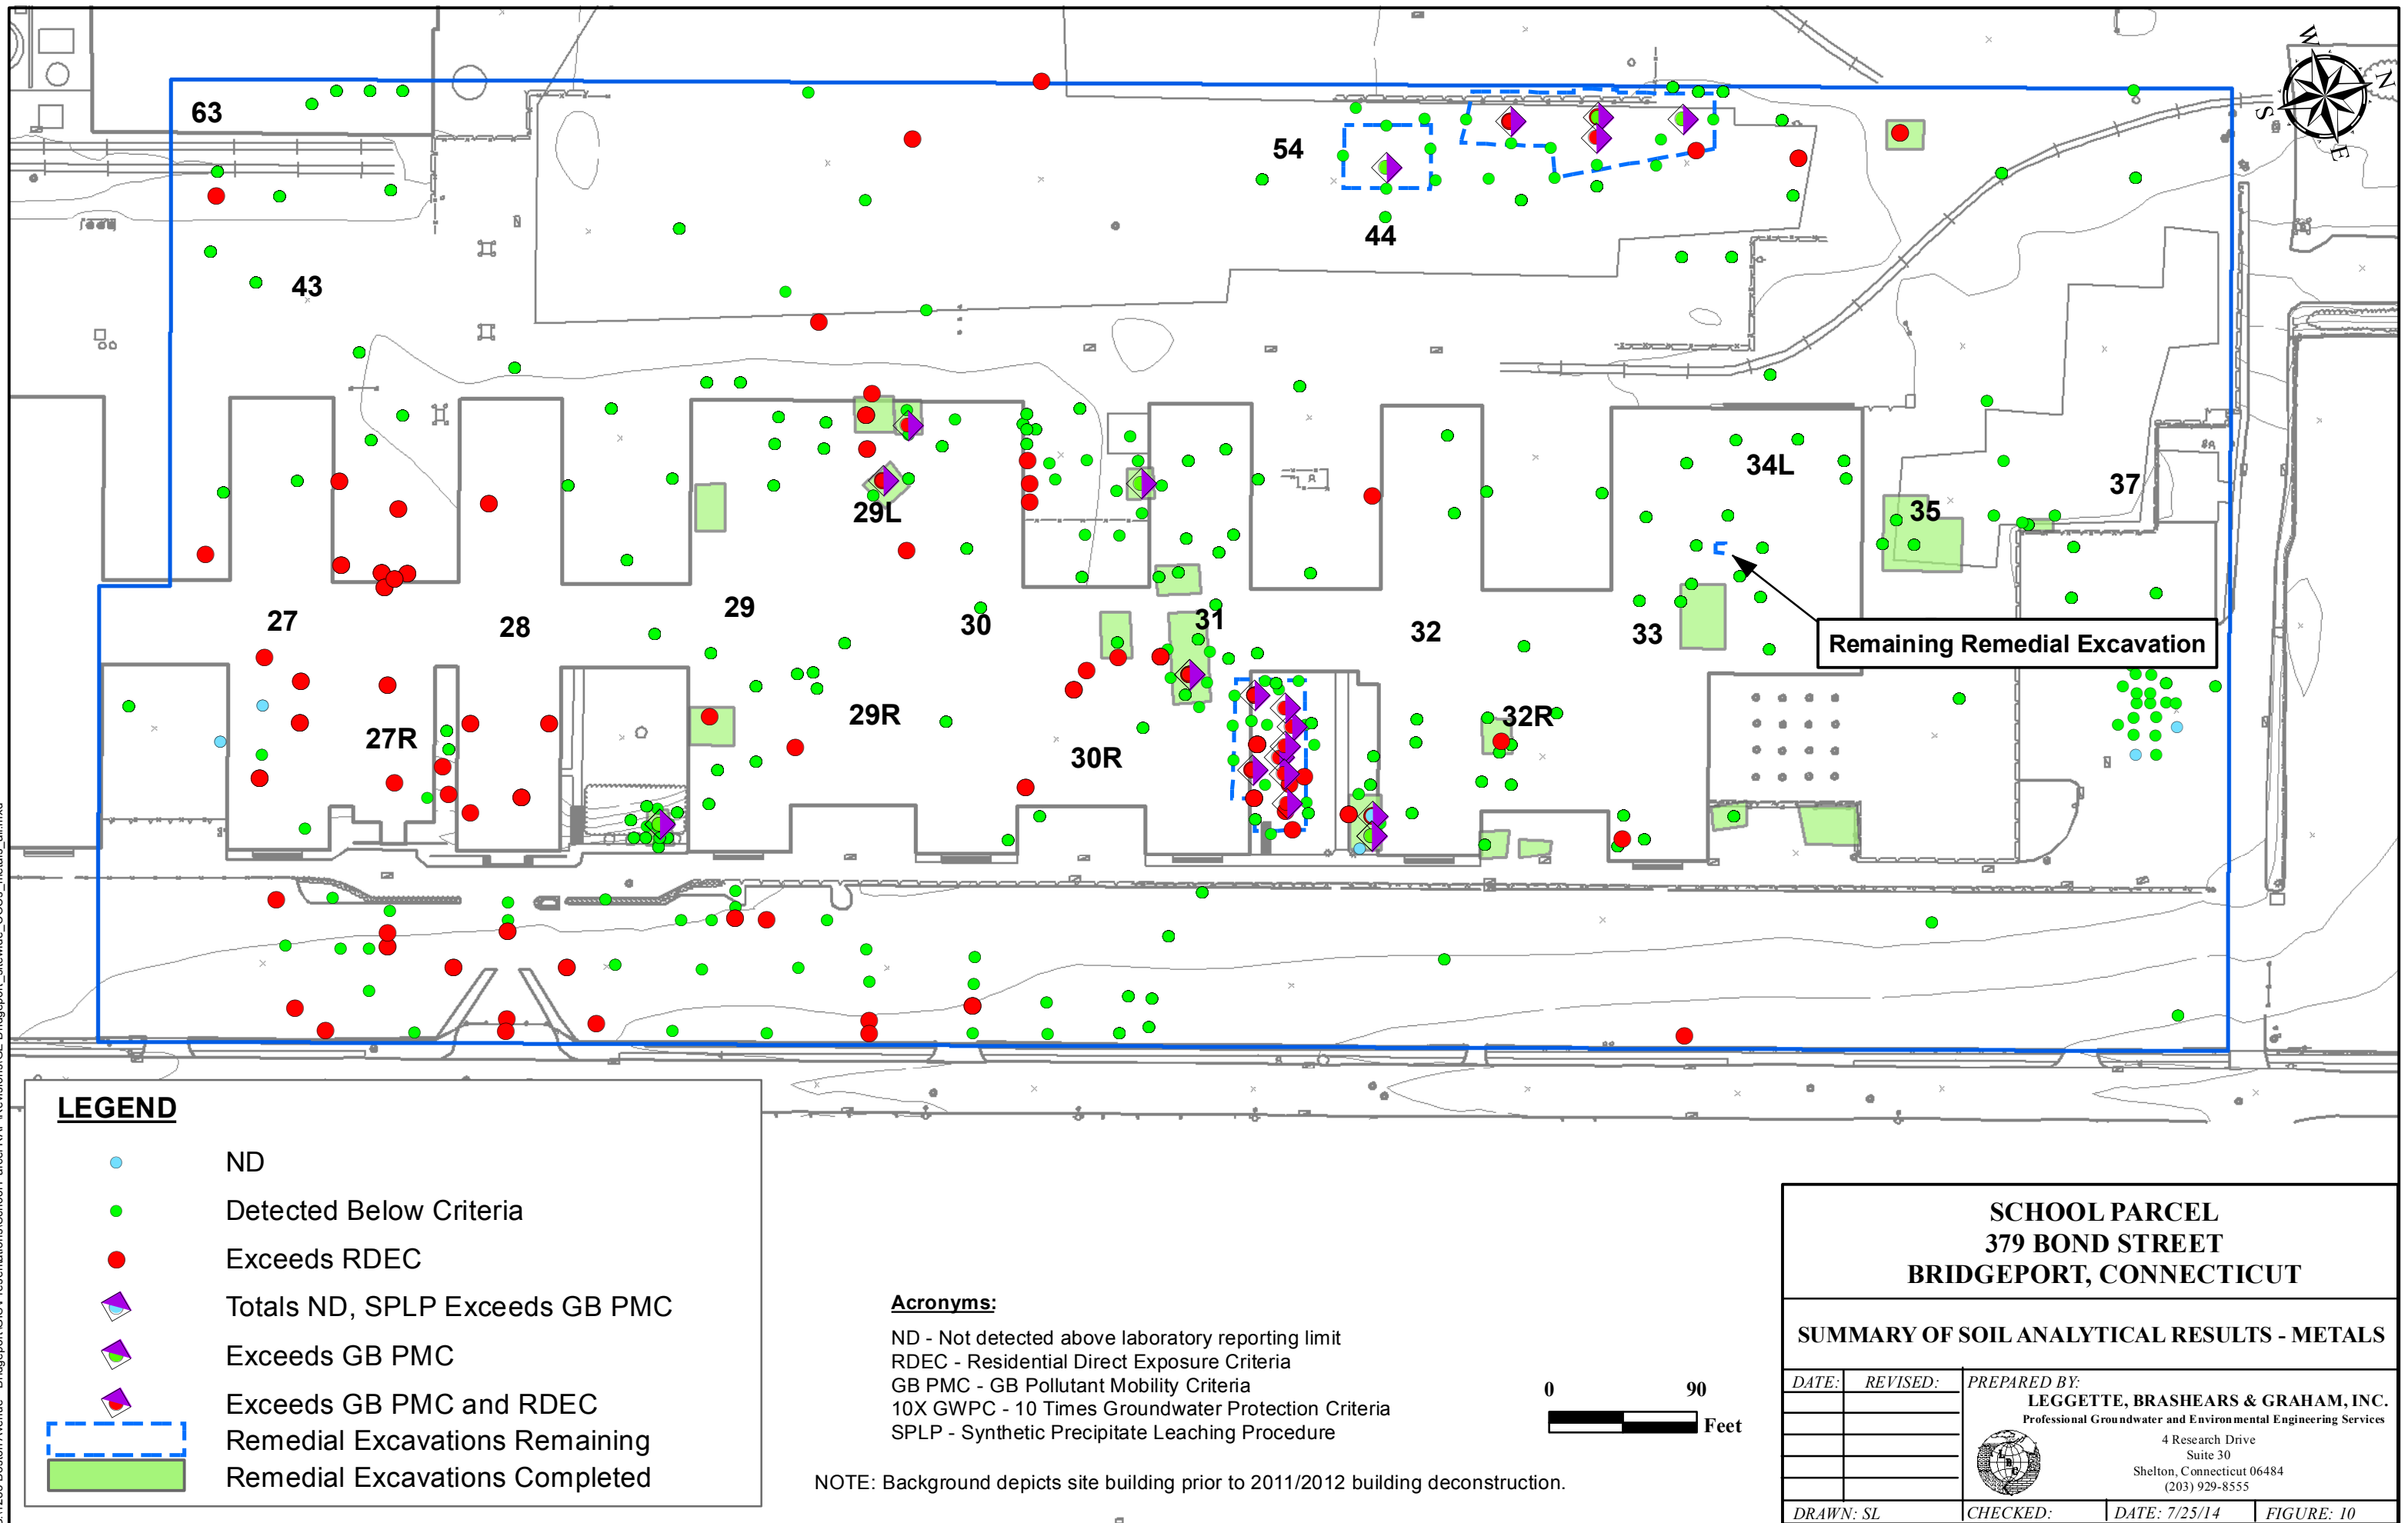 W
N
S
E
63
54
44
43
34L
37
35
29L
27
28
29
30
31
32
33
Remaining Remedial Excavation
27R
29R
30R
32R
LEGEND
ND
Detected Below Criteria
Exceeds RDEC
Totals ND, SPLP Exceeds GB PMC
Exceeds GB PMC
Exceeds GB PMC and RDEC
Remedial Excavations Remaining
Remedial Excavations Completed
Acronyms:
ND - Not detected above laboratory reporting limit
RDEC - Residential Direct Exposure Criteria
GB PMC - GB Pollutant Mobility Criteria
10X GWPC - 10 Times Groundwater Protection Criteria
SPLP - Synthetic Precipitate Leaching Procedure
0 90
Feet
NOTE: Background depicts site building prior to 2011/2012 building deconstruction.
SCHOOL PARCEL
379 BOND STREET
BRIDGEPORT, CONNECTICUT
SUMMARY OF SOIL ANALYTICAL RESULTS - METALS
DATE: REVISED: PREPARED BY:
LEGGETTE, BRASHEARS & GRAHAM, INC.
Professional Groundwater and Environmental Engineering Services
4 Research Drive
Suite 30
Shelton, Connecticut 06484
(203) 929-8555
DRAWN: SL CHECKED: DATE: 7/25/14 FIGURE: 10